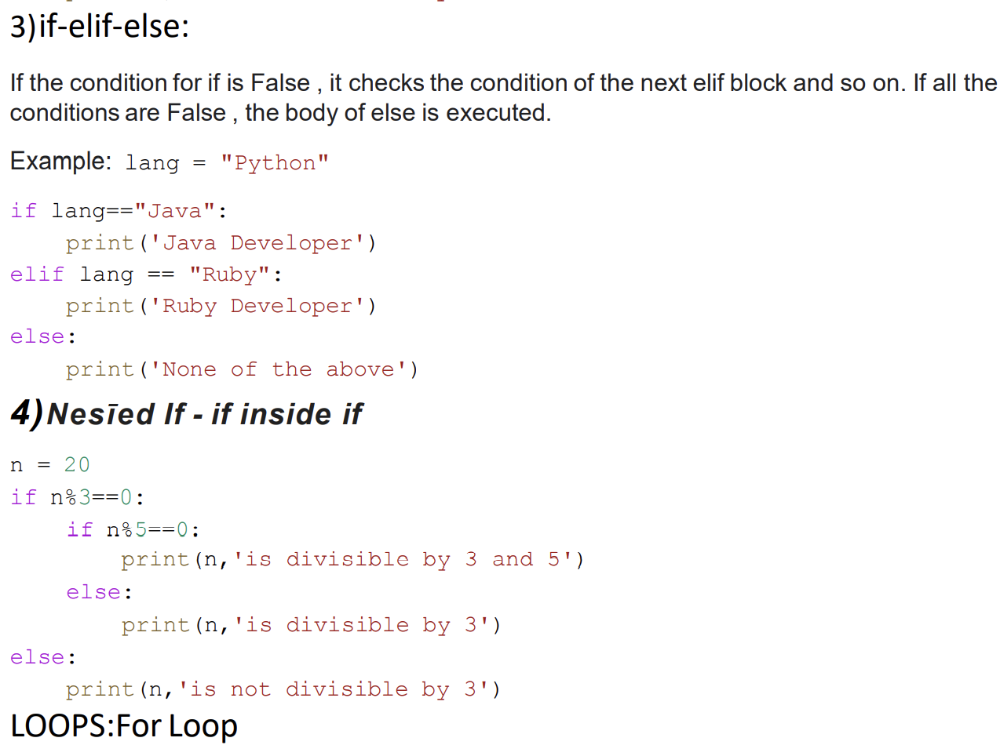 3)if-elif-else:
If the condition for if is False , it checks the condition of the next elif block and so on. If all the
conditions are False , the body of else is executed.
Example: lang = "Python"
if lang=="Java":
    print('Java Developer')
elif lang == "Ruby":
    print('Ruby Developer')
else:
    print('None of the above')
4)Nesīed If - if inside if
n = 20
if n%3==0:
    if n%5==0:
        print(n,'is divisible by 3 and 5')
    else:
        print(n,'is divisible by 3')
else:
    print(n,'is not divisible by 3')
LOOPS:For Loop